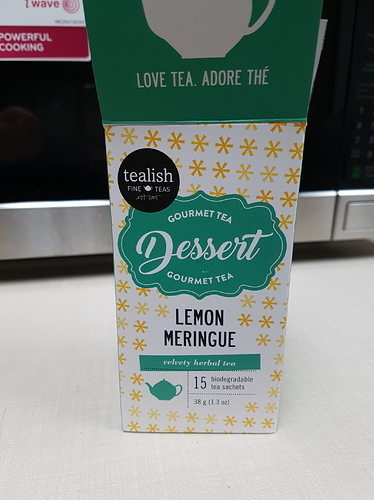 i wave
POWERFUL
COOKING
LOVE TEA. ADORE THÉ
tealish
FINE TEAS
GOURMET TEA
Dessert
GOURMET TEA
LEMON
MERINGUE
velvety herbal tea
15 biodegradable
tea sachets
38 g (1.3 oz)